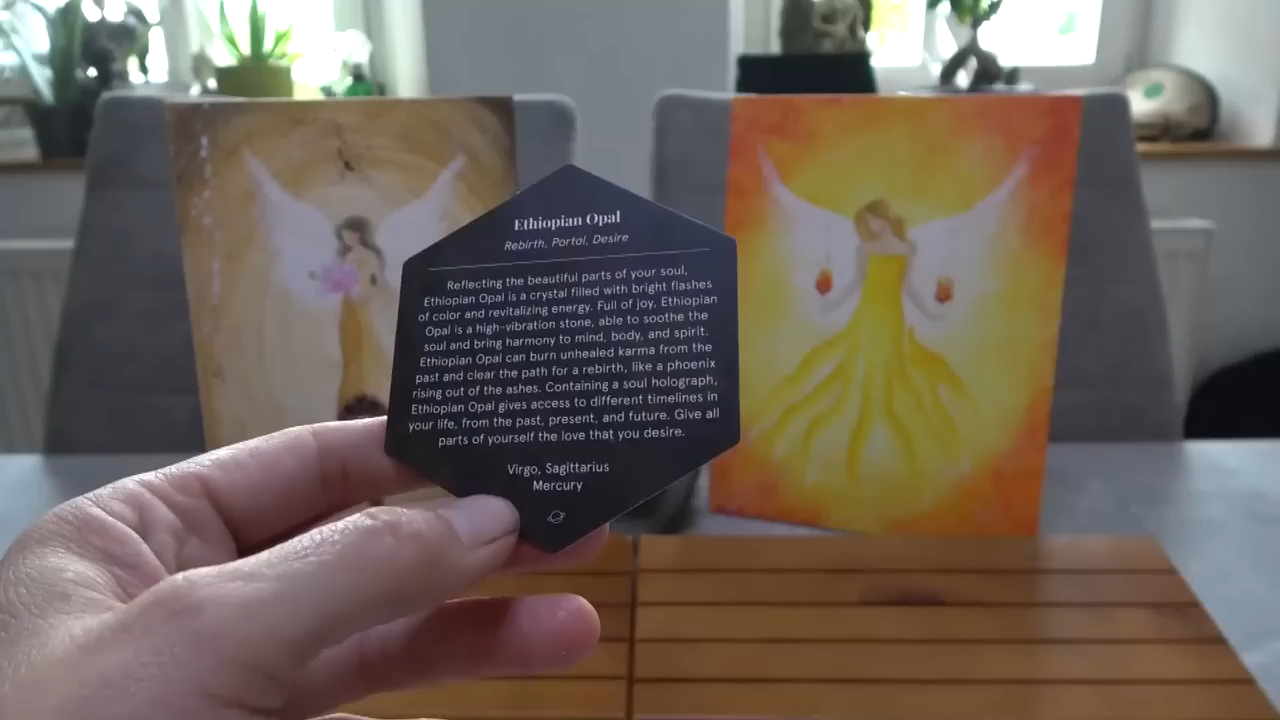 Ethiopian Opal
Rebirth, Portal, Desire
Reflecting the beautiful parts of your soul,
Ethiopian Opal is a crystal filled with bright flashes
of color and revitalizing energy. Full of joy, Ethiopian
Opal is a high-vibration stone, able to soothe the
soul and bring harmony to mind, body, and spirit.
Ethiopian Opal can burn unhealed karma from the
past and clear the path for a rebirth, like a phoenix
rising out of the ashes. Containing a soul holograph,
Ethiopian Opal gives access to different timelines in
your life, from the past, present, and future. Give all
parts of yourself the love that you desire.
Virgo, Sagittarius
Mercury